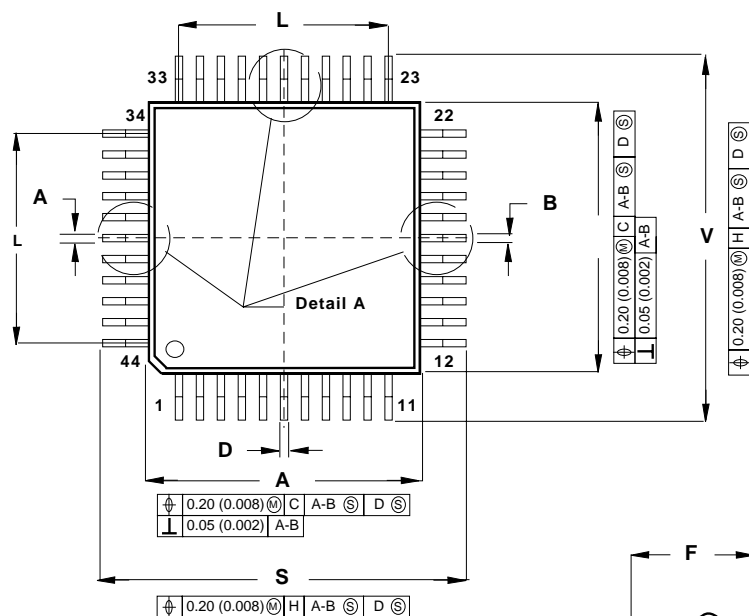 L
33
23
34
22
A
B
L
V
Detail A
44
12
1
11
D
A
⌖ 0.20 (0.008) Ⓜ C A-B Ⓢ D Ⓢ
⊥ 0.05 (0.002) A-B
S
⌖ 0.20 (0.008) Ⓜ H A-B Ⓢ D Ⓢ
⌖ 0.20 (0.008) Ⓜ C A-B Ⓢ D Ⓢ
⊥ 0.05 (0.002) A-B
⌖ 0.20 (0.008) Ⓜ H A-B Ⓢ D Ⓢ
F